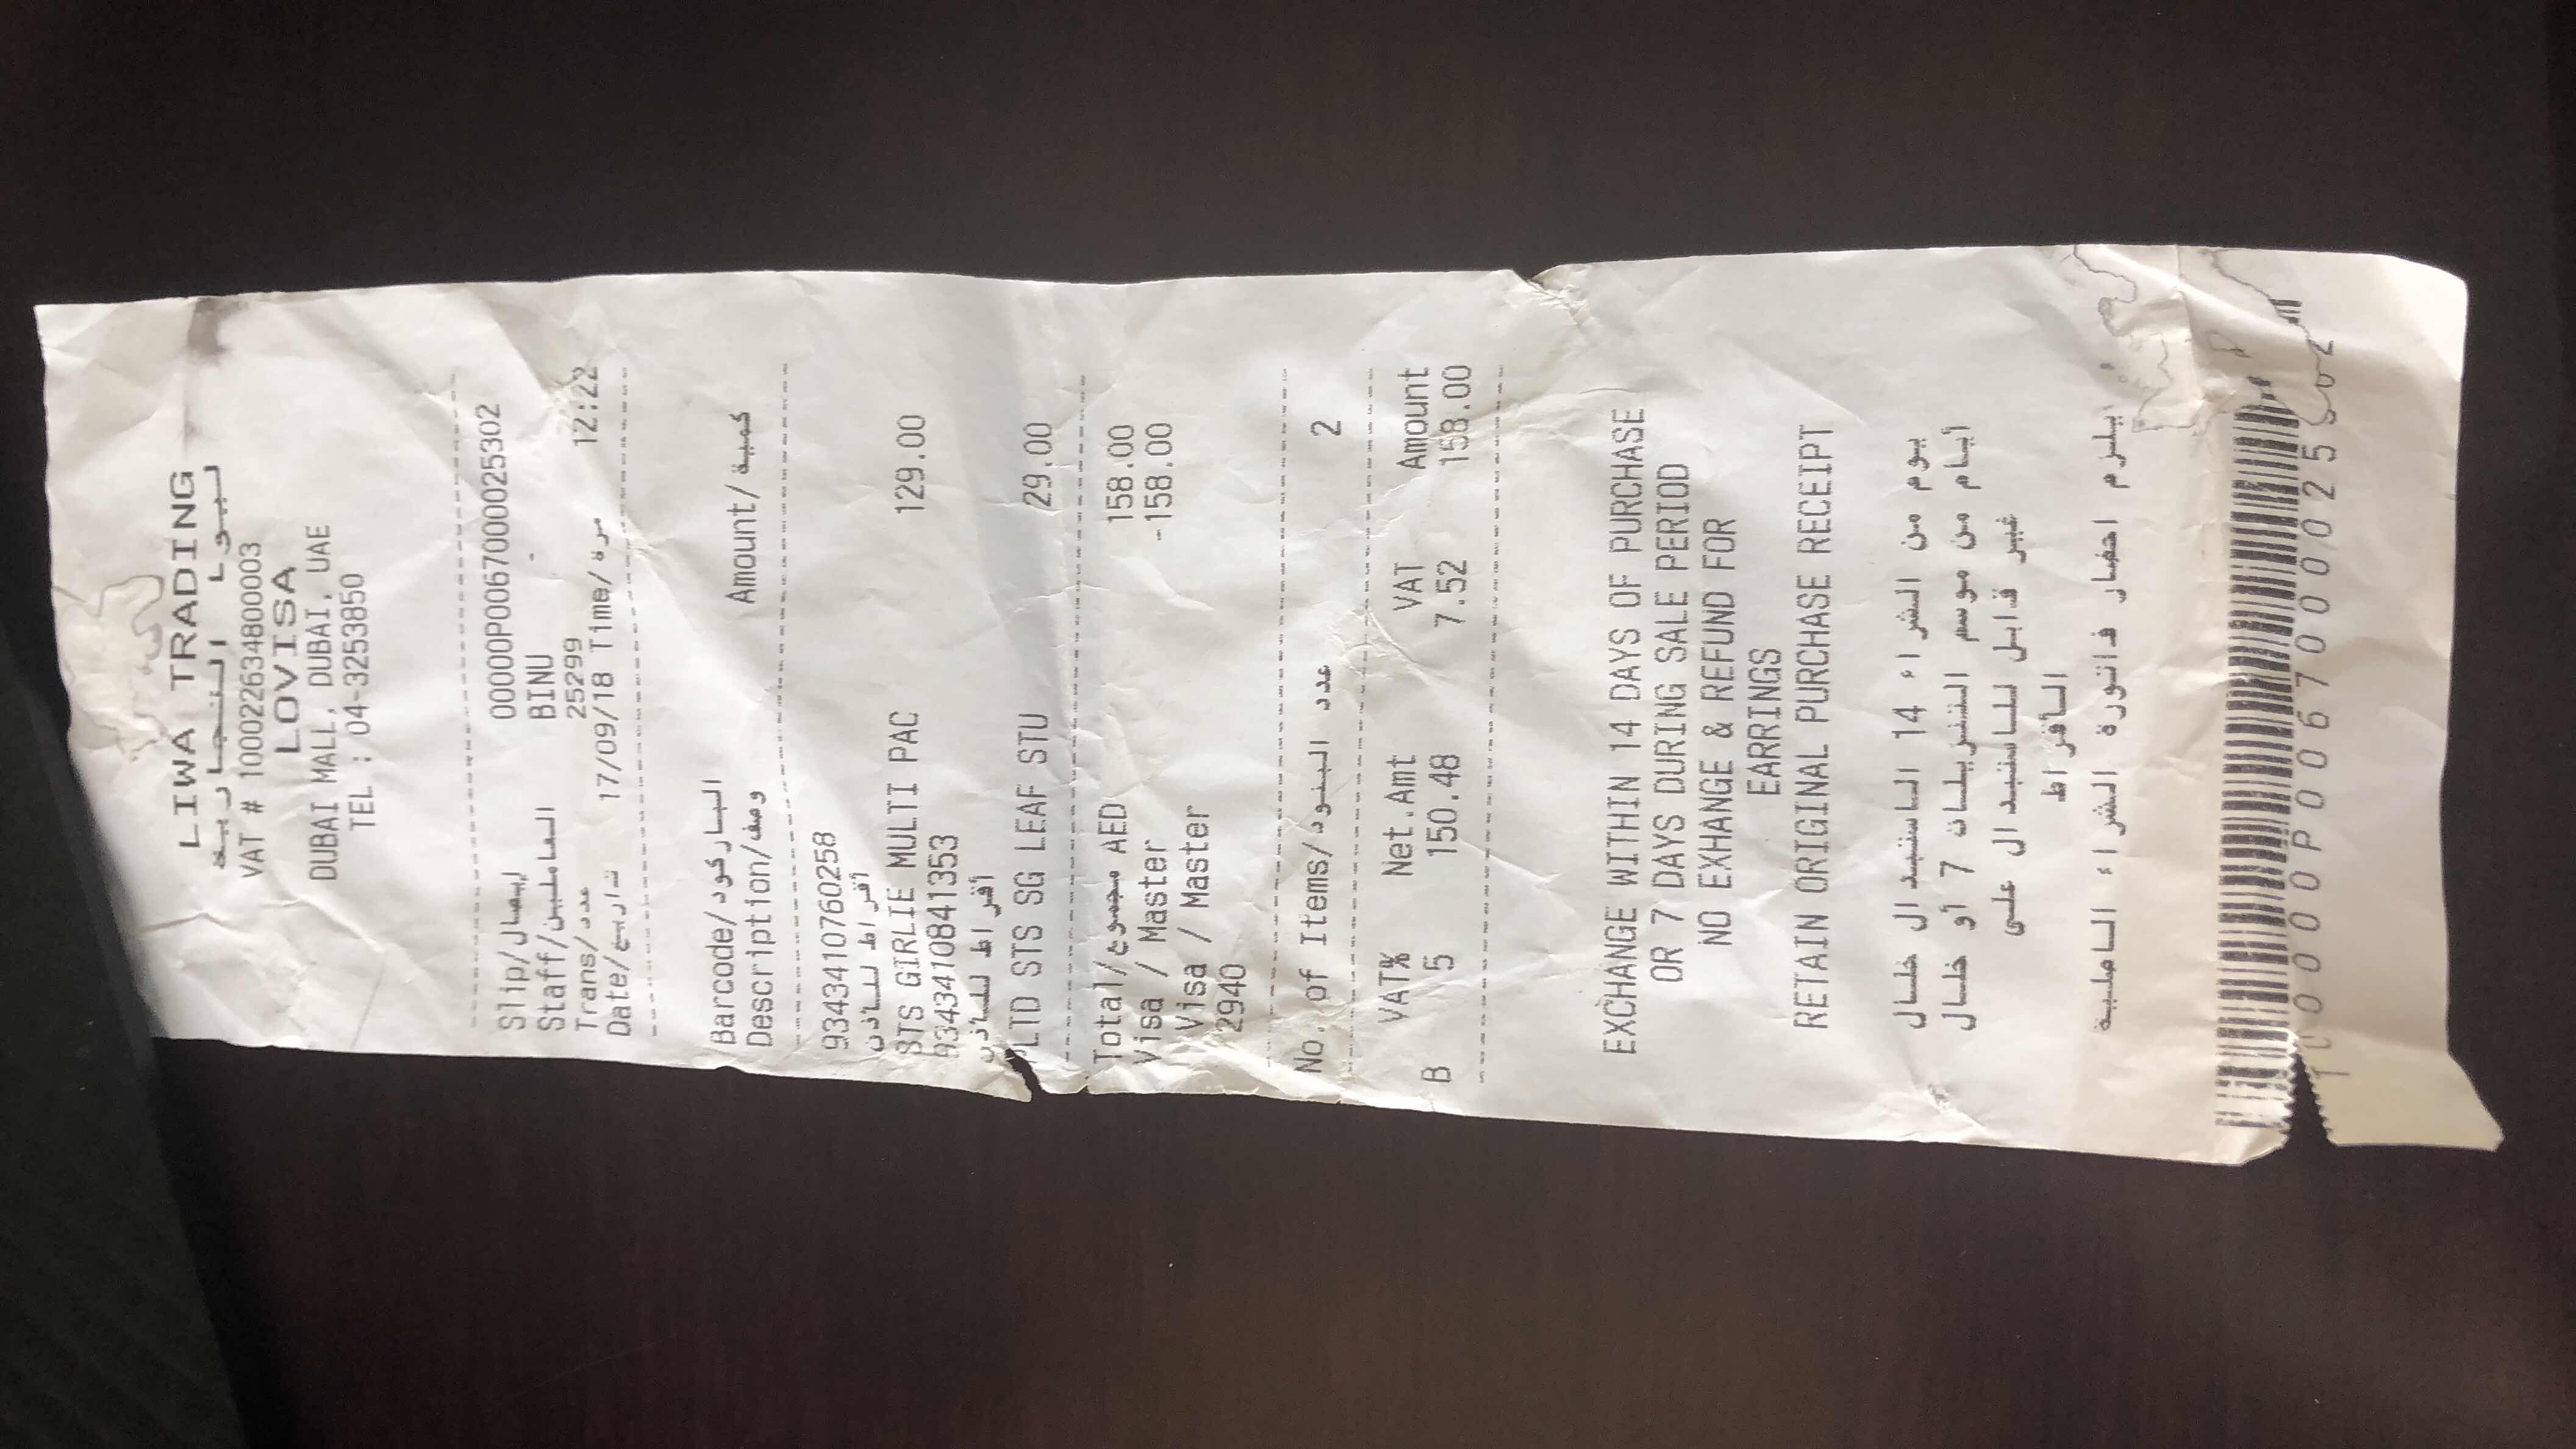 LIWA TRADING
ليوا التجارية
VAT # 100022634800003
LOVISA
DUBAI MALL, DUBAI, UAE
TEL : 04-3253850
Slip/إيصال 00000P0067000025302
Staff/العاملين BINU
Trans/عدد 25299
Date/تاريخ 17/09/18 Time/مرة 12:22
Barcode/الباركود
Description/وصف Amount/كمية
9343410760258
أقراط للأذن
STS GIRLIE MULTI PAC 129.00
9343410841353
أقراط للأذن
PLTD STS SG LEAF STU 29.00
Total/مجموع AED 158.00
Visa / Master -158.00
Visa / Master
2940
No. of Items/عدد البنود 2
VAT% Net.Amt VAT Amount
B 5 150.48 7.52 158.00
EXCHANGE WITHIN 14 DAYS OF PURCHASE
OR 7 DAYS DURING SALE PERIOD
NO EXHANGE & REFUND FOR
EARRINGS
RETAIN ORIGINAL PURCHASE RECEIPT
يوم من الشراء 14 الاستبدال خلال
أيام من موسم التنزيلات 7 أو خلال
غير قابل للاستبدال على
الأقراط
يلزم احضار فاتورة الشراء الاصلية